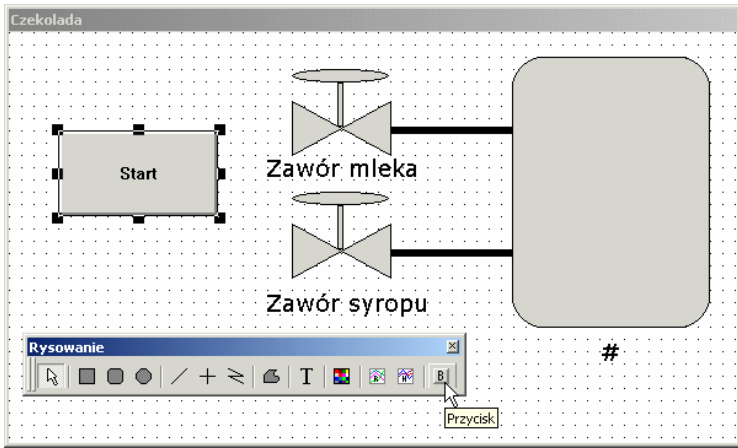 Czekolada
Start
Zawór mleka
Zawór syropu
#
Rysowanie
T
B
Przycisk